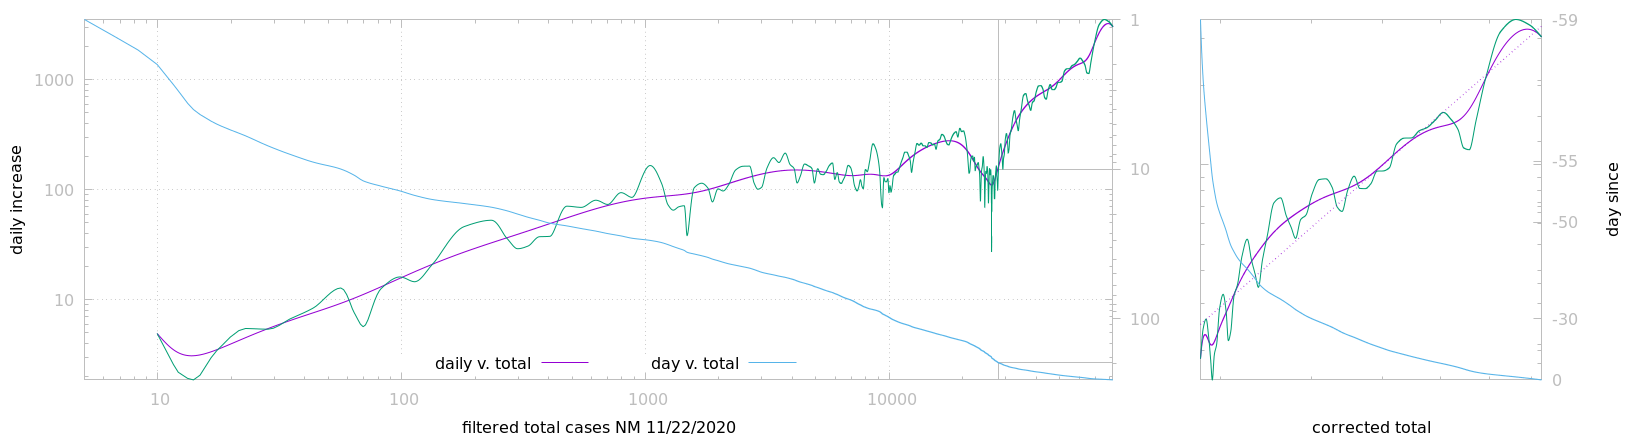 daily increase
1000
100
10
1
10
100
daily v. total
day v. total
10
100
1000
10000
filtered total cases NM 11/22/2020
-59
-55
-50
-30
0
day since
corrected total